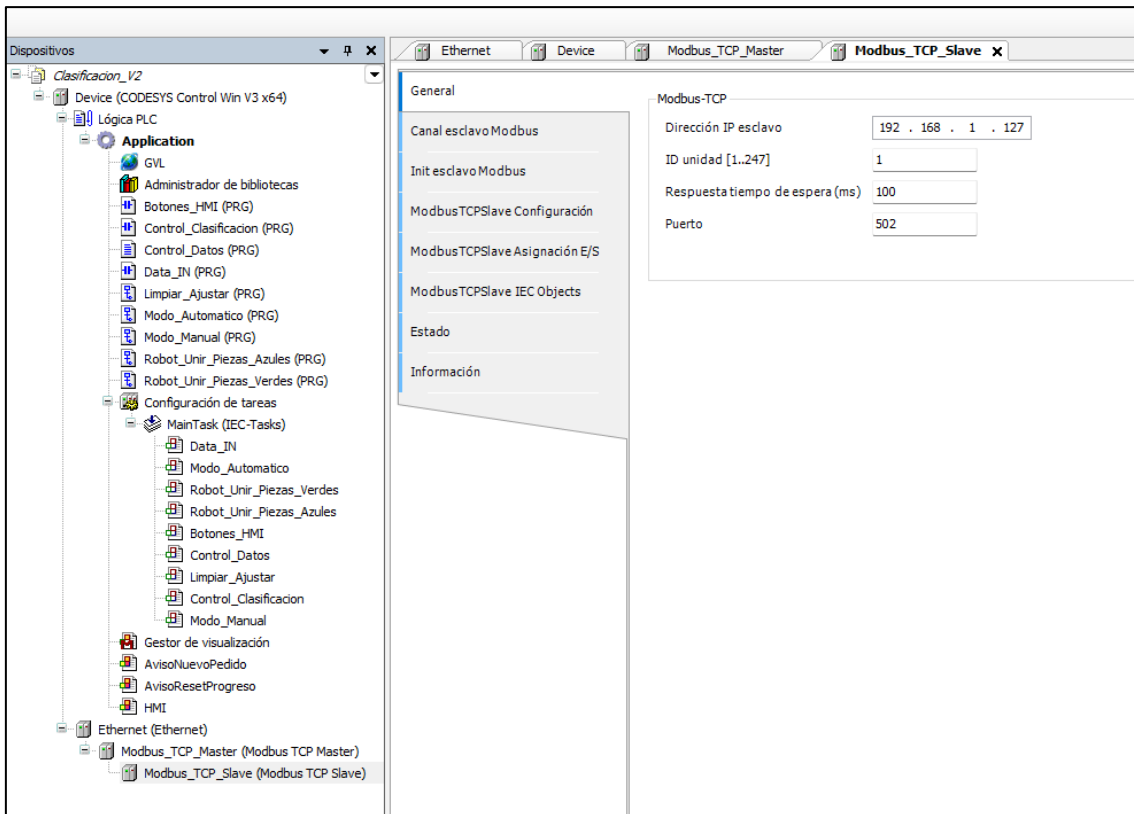 Dispositivos
Clasificacion_V2
Device (CODESYS Control Win V3 x64)
Lógica PLC
Application
GVL
Administrador de bibliotecas
Botones_HMI (PRG)
Control_Clasificacion (PRG)
Control_Datos (PRG)
Data_IN (PRG)
Limpiar_Ajustar (PRG)
Modo_Automatico (PRG)
Modo_Manual (PRG)
Robot_Unir_Piezas_Azules (PRG)
Robot_Unir_Piezas_Verdes (PRG)
Configuración de tareas
MainTask (IEC-Tasks)
Data_IN
Modo_Automatico
Robot_Unir_Piezas_Verdes
Robot_Unir_Piezas_Azules
Botones_HMI
Control_Datos
Limpiar_Ajustar
Control_Clasificacion
Modo_Manual
Gestor de visualización
AvisoNuevoPedido
AvisoResetProgreso
HMI
Ethernet (Ethernet)
Modbus_TCP_Master (Modbus TCP Master)
Modbus_TCP_Slave (Modbus TCP Slave)
Ethernet Device Modbus_TCP_Master Modbus_TCP_Slave
General
Canal esclavo Modbus
Init esclavo Modbus
ModbusTCPSlave Configuración
ModbusTCPSlave Asignación E/S
ModbusTCPSlave IEC Objects
Estado
Información
Modbus-TCP
Dirección IP esclavo 192 . 168 . 1 . 127
ID unidad [1..247] 1
Respuesta tiempo de espera (ms) 100
Puerto 502